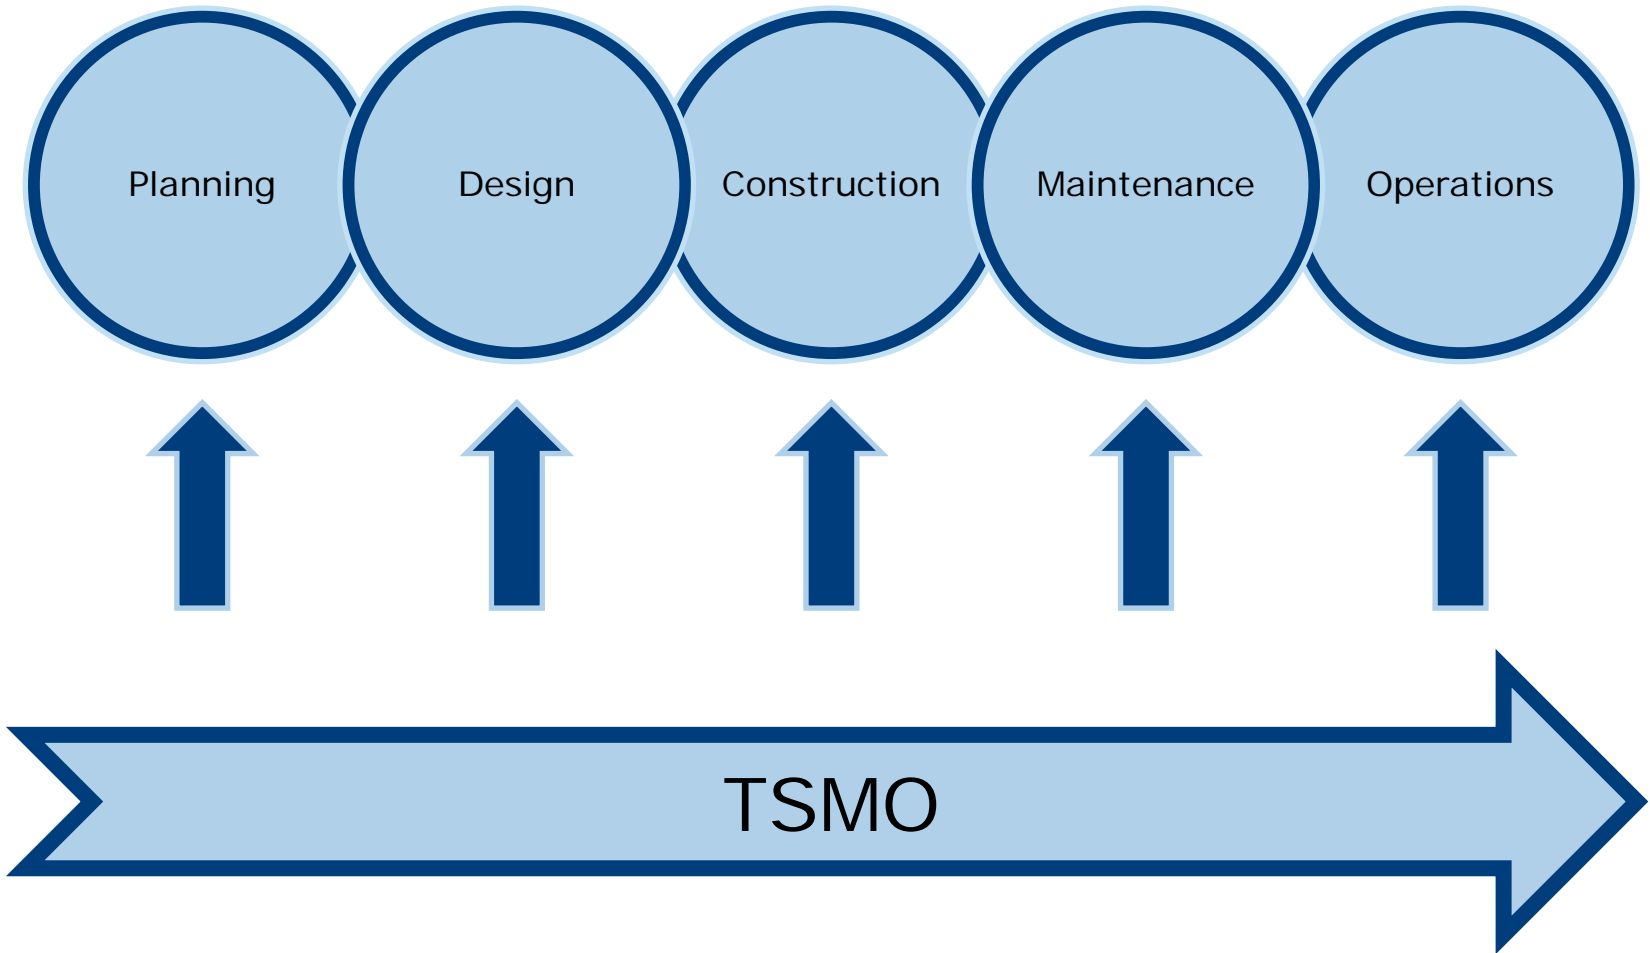 Planning
Design
Construction
Maintenance
Operations
TSMO